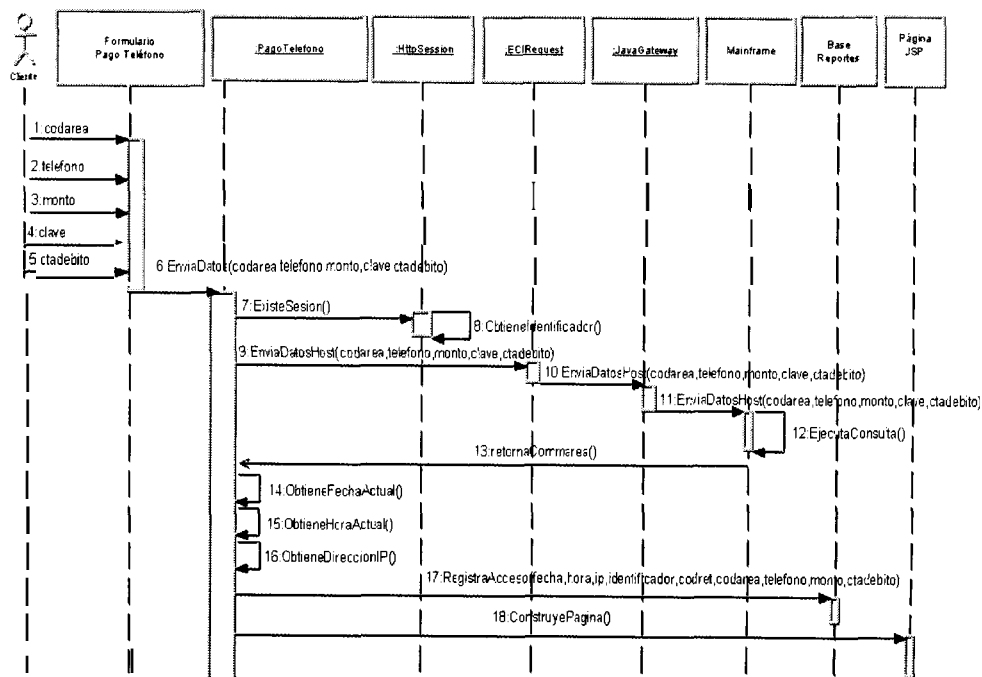 Cliente
Formulario
Pago Teléfono
:PagoTelefono
:HttpSession
:ECIRequest
:JavaGateway
Mainframe
Base
Reportes
Página
JSP
1:codarea
2:telefono
3:monto
4:clave
5:ctadebito
6:EnviaDatos(codarea,telefono,monto,clave,ctadebito)
7:ExisteSesion()
8:ObtieneIdentificador()
9:EnviaDatosHost(codarea,telefono,monto,clave,ctadebito)
10:EnviaDatosHost(codarea,telefono,monto,clave,ctadebito)
11:EnviaDatosHost(codarea,telefono,monto,clave,ctadebito)
12:EjecutaConsulta()
13:retornaCommarea()
14:ObtieneFechaActual()
15:ObtieneHoraActual()
16:ObtieneDireccionIP()
17:RegistraAcceso(fecha,hora,ip,identificador,codret,codarea,telefono,monto,ctadebito)
18:ConstruyePagina()